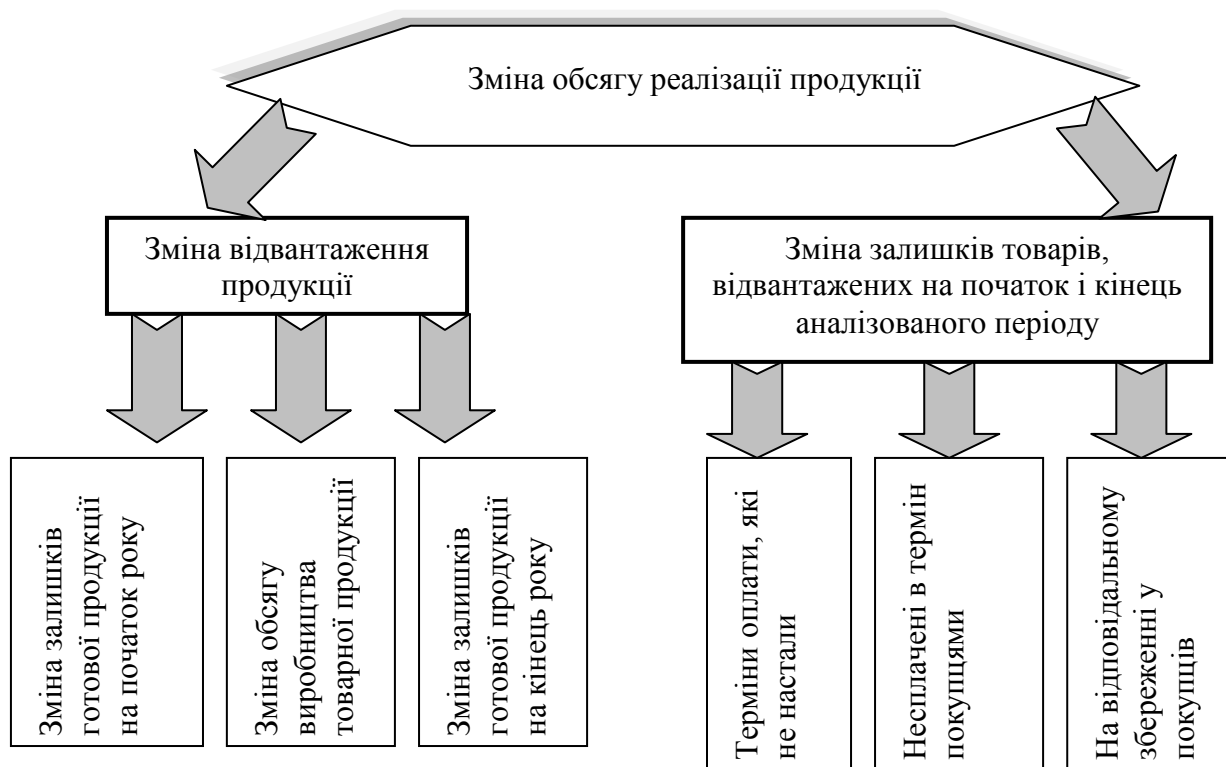 Зміна обсягу реалізації продукції
Зміна відвантаження
продукції
Зміна залишків товарів,
відвантажених на початок і кінець
аналізованого періоду
Зміна залишків
готової продукції
на початок року
Зміна обсягу
виробництва
товарної продукції
Зміна залишків
готової продукції
на кінець року
Терміни оплати, які
не настали
Несплачені в термін
покупцями
На відповідальному
збереженні у
покупців